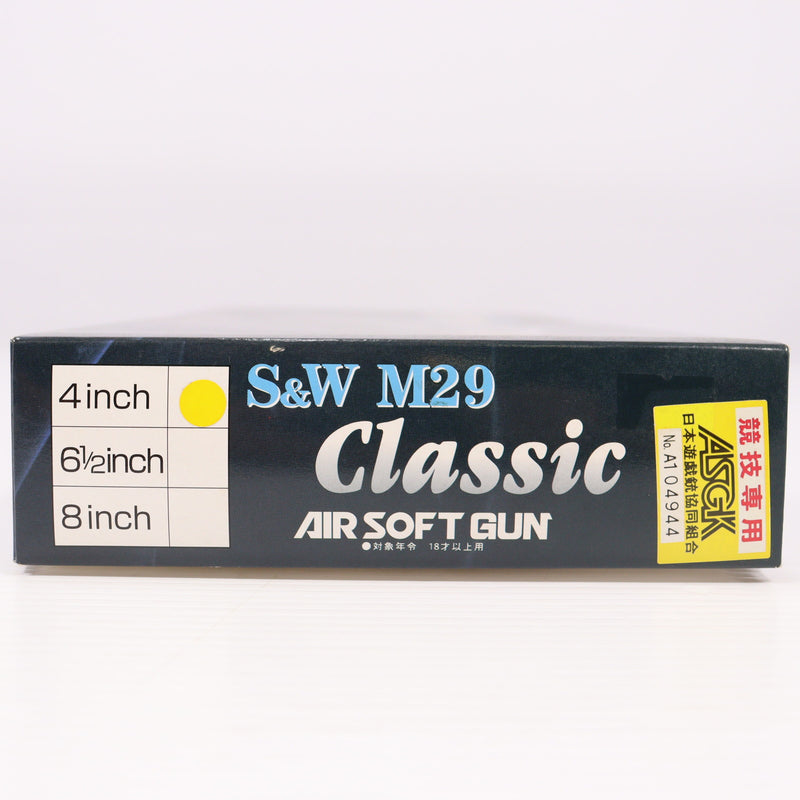 4inch
6½inch
8inch
S&W M29
Classic
AIR SOFT GUN
●対象年令 18才以上用
競技専用
ASGK
日本遊戯銃協同組合
No. A104944